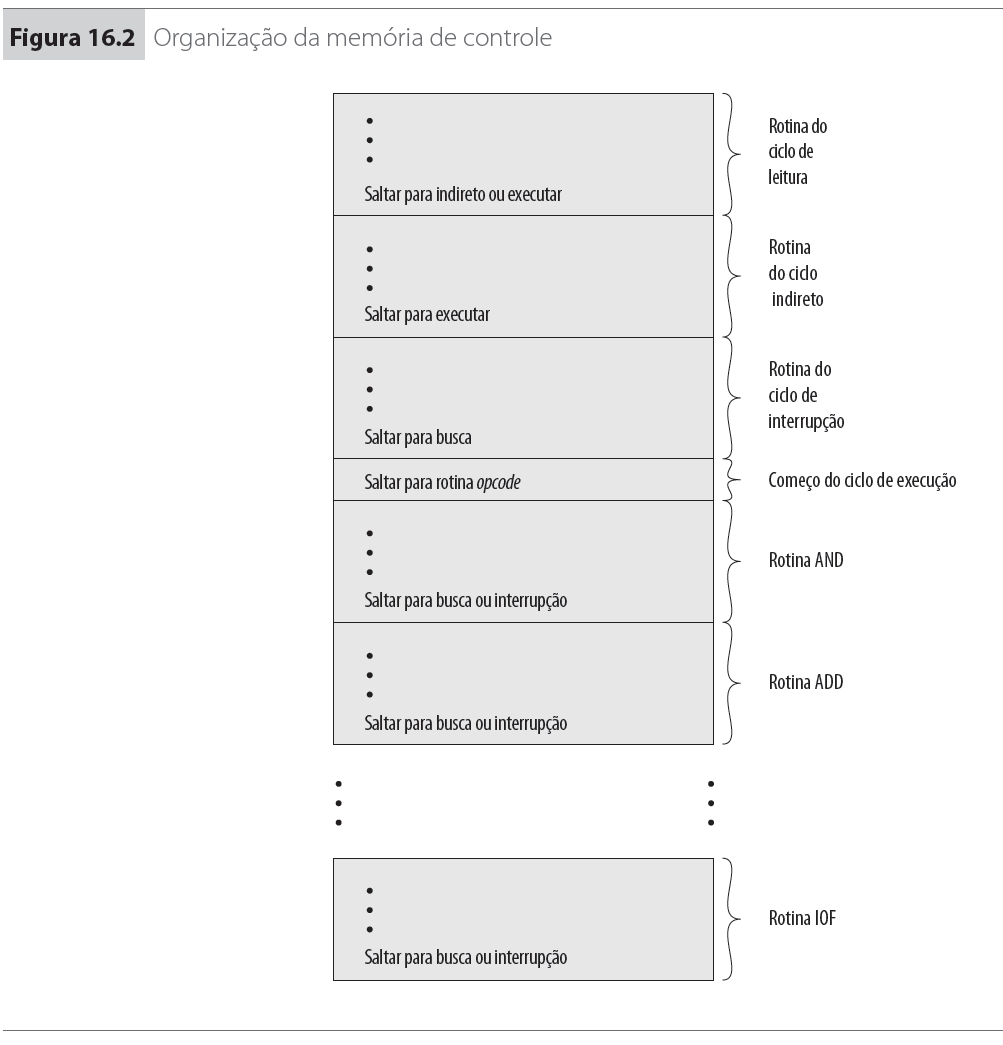 Figura 16.2 Organização da memória de controle
Saltar para indireto ou executar
Rotina do
ciclo de
leitura
Saltar para executar
Rotina
do ciclo
indireto
Saltar para busca
Rotina do
ciclo de
interrupção
Saltar para rotina opcode
Começo do ciclo de execução
Saltar para busca ou interrupção
Rotina AND
Saltar para busca ou interrupção
Rotina ADD
Saltar para busca ou interrupção
Rotina IOF